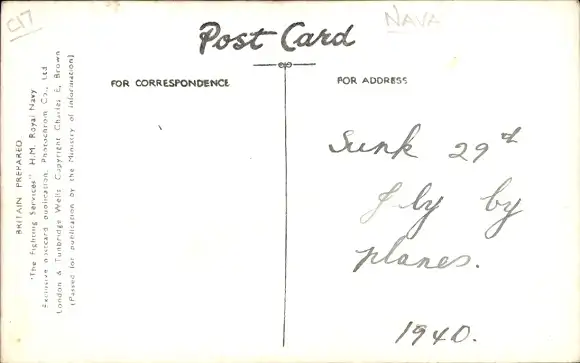 C17
NAVA
Post Card
FOR CORRESPONDENCE
FOR ADDRESS
BRITAIN PREPARED
"The Fighting Services" H.M. Royal Navy
Exclusive postcard publication, Photochrom Co., Ltd
London & Tunbridge Wells Copyright Charles E. Brown
(Passed for publication by the Ministry of Information)
Sunk 29th
Jly by
planes.
1940.